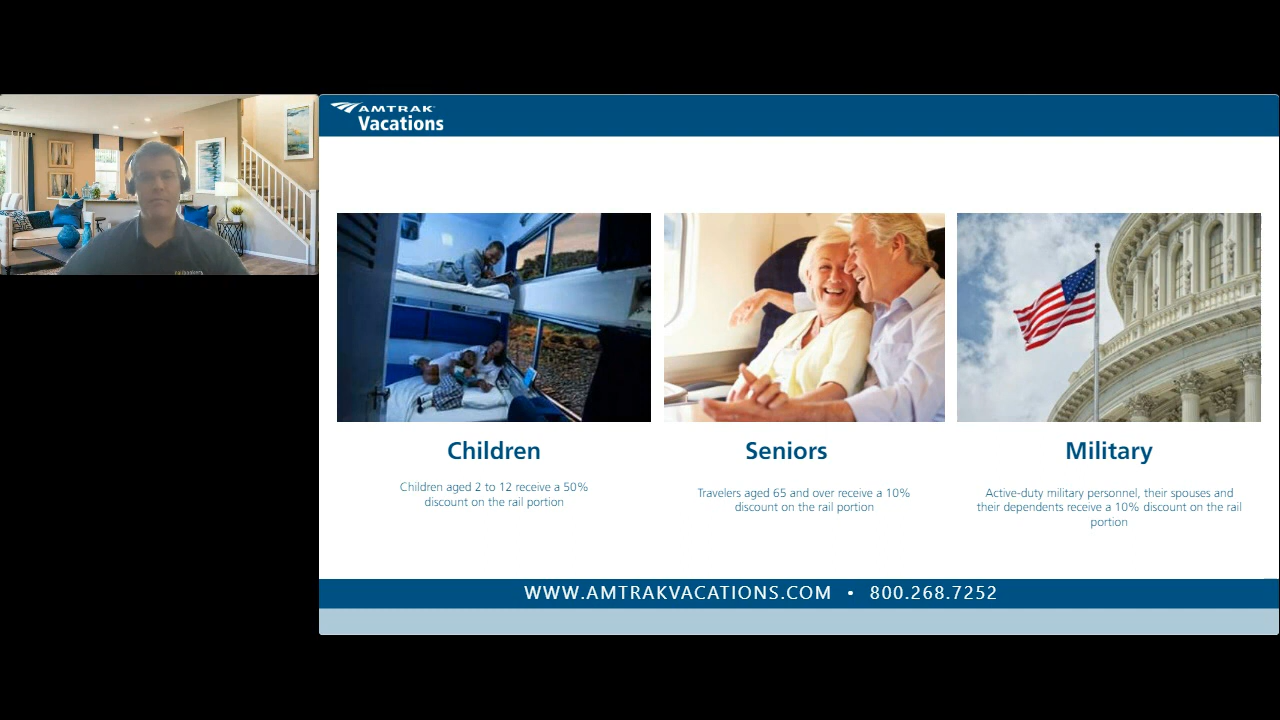 AMTRAK
Vacations
Children
Children aged 2 to 12 receive a 50%
discount on the rail portion
Seniors
Travelers aged 65 and over receive a 10%
discount on the rail portion
Military
Active-duty military personnel, their spouses and
their dependents receive a 10% discount on the rail
portion
WWW.AMTRAKVACATIONS.COM • 800.268.7252